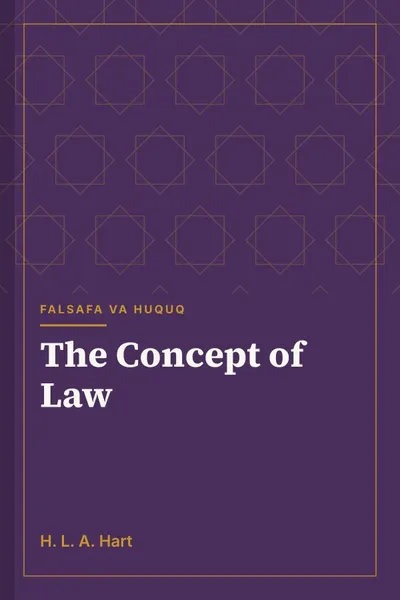 FALSAFA VA HUQUQ
The Concept of
Law
H. L. A. Hart